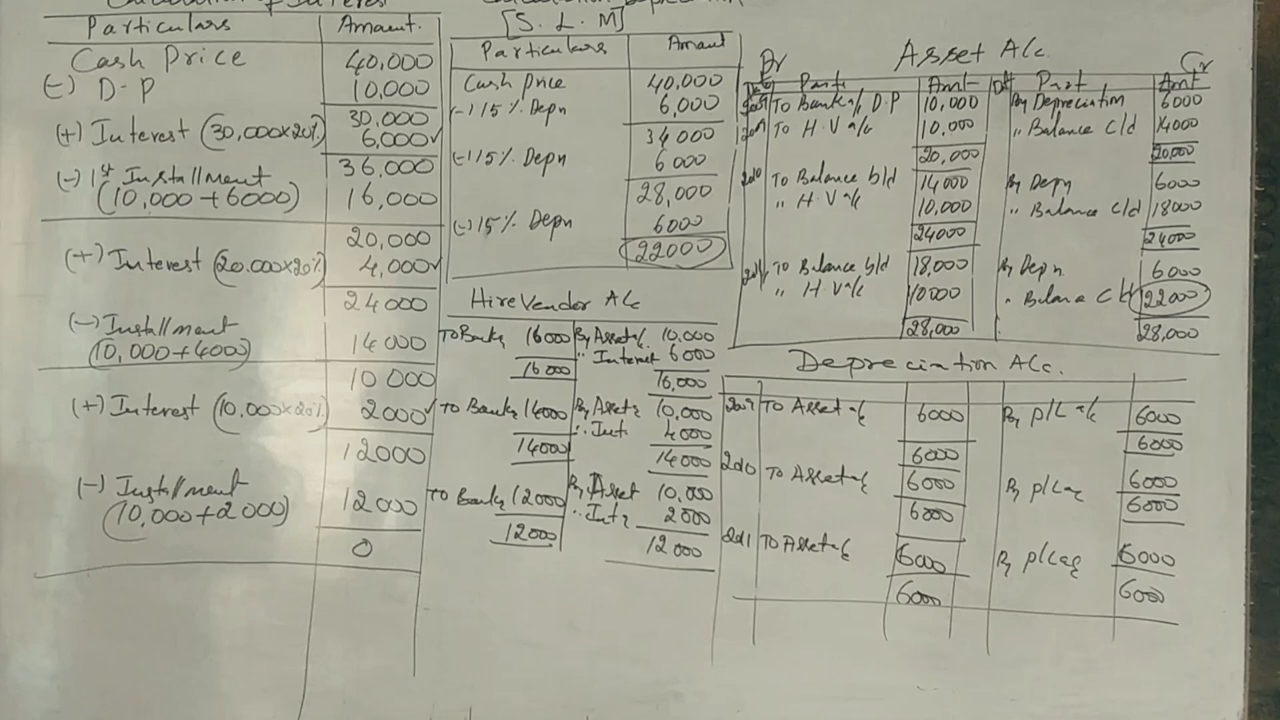 Calculation of Interest
Particulars Amount.
Cash Price 40,000
(-) D-P 10,000
30,000
(+) Interest (30,000x20% 6,000
36,000
(-) 1st Installment
(10,000+6000) 16,000
20,000
(+) Interest (20.000x20% 4,000
24000
(-) Installment
(10,000+4000) 14000
10000
(+) Interest (10.000x20% 2000
12000
(-) Installment
(10,000+2000) 12000
0
[S. L. M]
Particulars Amount
Cash Price 40,000
(-) 15% Depn 6,000
34000
(-) 15% Depn 6000
28,000
(-) 15% Depn 6000
22000
Hire Vender A/c
To Bank 16000 By Asset 10.000
" Interest 6000
16000 16,000
To Bank 14000 By Asset 10,000
" Int 4000
14000 14000
To Bank 12000 By Asset 10,000
" Int 2000
12000 12000
Dr Asset A/c. Cr
Amt Amt
2009 To Bank a/c D.P 10,000 By Depreciation 6000
To H.V a/c 10,000 " Balance C/d 14000
20,000 20,000
2010 To Balance b/d 14000 By Depn 6000
" H.V a/c 10,000 " Balance C/d 18000
24000 24000
2011 To Balance b/d 18,000 By Depn 6000
" H V a/c 10000 " Balance C/d 22000
28,000 28,000
Depreciation A/c.
2009 To Asset a/c 6000 By P/L a/c 6000
6000 6000
2010 To Asset a/c 6000 By P/L a/c 6000
6000 6000
2011 To Asset a/c 6000 By P/L a/c 6000
6000 6000